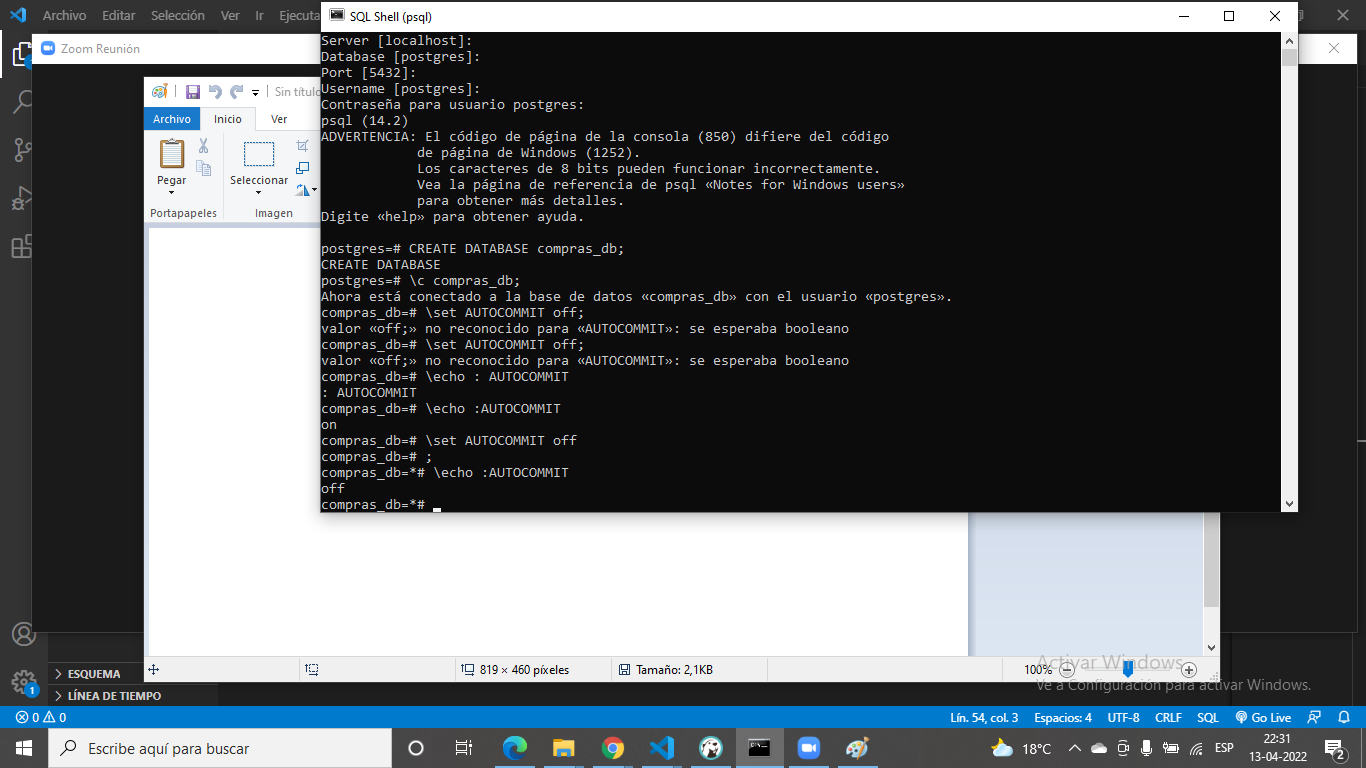 Archivo Editar Selección Ver Ir Ejecuta
SQL Shell (psql)
Zoom Reunión
Sin título
Archivo Inicio Ver
Pegar
Seleccionar
Portapapeles
Imagen
Server [localhost]:
Database [postgres]:
Port [5432]:
Username [postgres]:
Contraseña para usuario postgres:
psql (14.2)
ADVERTENCIA: El código de página de la consola (850) difiere del código
de página de Windows (1252).
Los caracteres de 8 bits pueden funcionar incorrectamente.
Vea la página de referencia de psql «Notes for Windows users»
para obtener más detalles.
Digite «help» para obtener ayuda.
postgres=# CREATE DATABASE compras_db;
CREATE DATABASE
postgres=# \c compras_db;
Ahora está conectado a la base de datos «compras_db» con el usuario «postgres».
compras_db=# \set AUTOCOMMIT off;
valor «off;» no reconocido para «AUTOCOMMIT»: se esperaba booleano
compras_db=# \set AUTOCOMMIT off;
valor «off;» no reconocido para «AUTOCOMMIT»: se esperaba booleano
compras_db=# \echo : AUTOCOMMIT
: AUTOCOMMIT
compras_db=# \echo :AUTOCOMMIT
on
compras_db=# \set AUTOCOMMIT off
compras_db=# ;
compras_db=*# \echo :AUTOCOMMIT
off
compras_db=*#
819 × 460 píxeles
Tamaño: 2,1KB
100%
Activar Windows
Ve a Configuración para activar Windows.
ESQUEMA
LÍNEA DE TIEMPO
1
0 0
Lín. 54, col. 3 Espacios: 4 UTF-8 CRLF SQL Go Live
Escribe aquí para buscar
18°C
ESP
22:31
13-04-2022
2